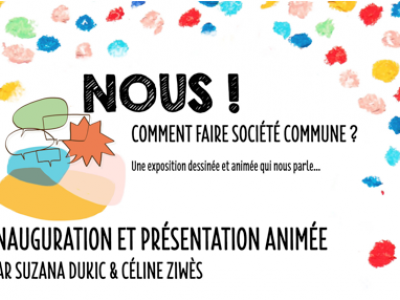 NOUS !
COMMENT FAIRE SOCIÉTÉ COMMUNE ?
Une exposition dessinée et animée qui nous parle....
NAUGURATION ET PRÉSENTATION ANIMÉE
AR SUZANA DUKIC & CÉLINE ZIWÈS